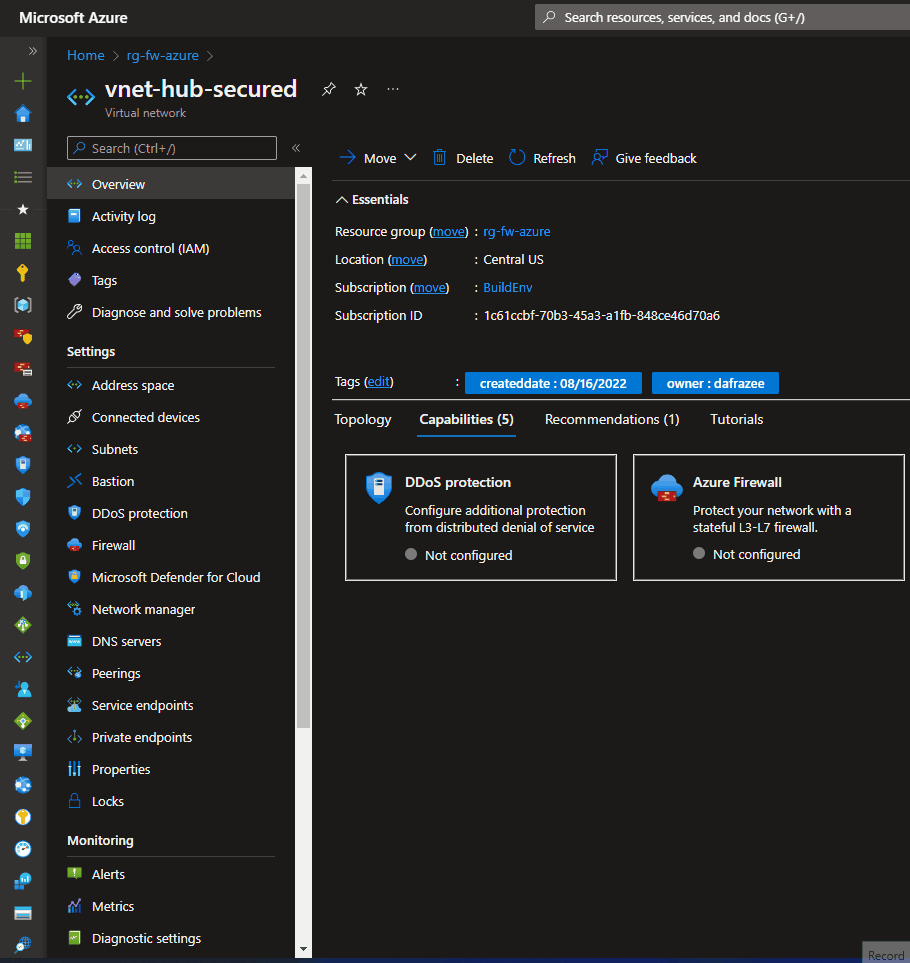 Microsoft Azure
Search resources, services, and docs (G+/)
Home > rg-fw-azure >
vnet-hub-secured
Virtual network
Search (Ctrl+/)
Overview
Activity log
Access control (IAM)
Tags
Diagnose and solve problems
Settings
Address space
Connected devices
Subnets
Bastion
DDoS protection
Firewall
Microsoft Defender for Cloud
Network manager
DNS servers
Peerings
Service endpoints
Private endpoints
Properties
Locks
Monitoring
Alerts
Metrics
Diagnostic settings
Move Delete Refresh Give feedback
Essentials
Resource group (move) : rg-fw-azure
Location (move) : Central US
Subscription (move) : BuildEnv
Subscription ID : 1c61ccbf-70b3-45a3-a1fb-848ce46d70a6
Tags (edit) : createddate : 08/16/2022 owner : dafrazee
Topology Capabilities (5) Recommendations (1) Tutorials
DDoS protection
Configure additional protection
from distributed denial of service
Not configured
Azure Firewall
Protect your network with a
stateful L3-L7 firewall.
Not configured
Record